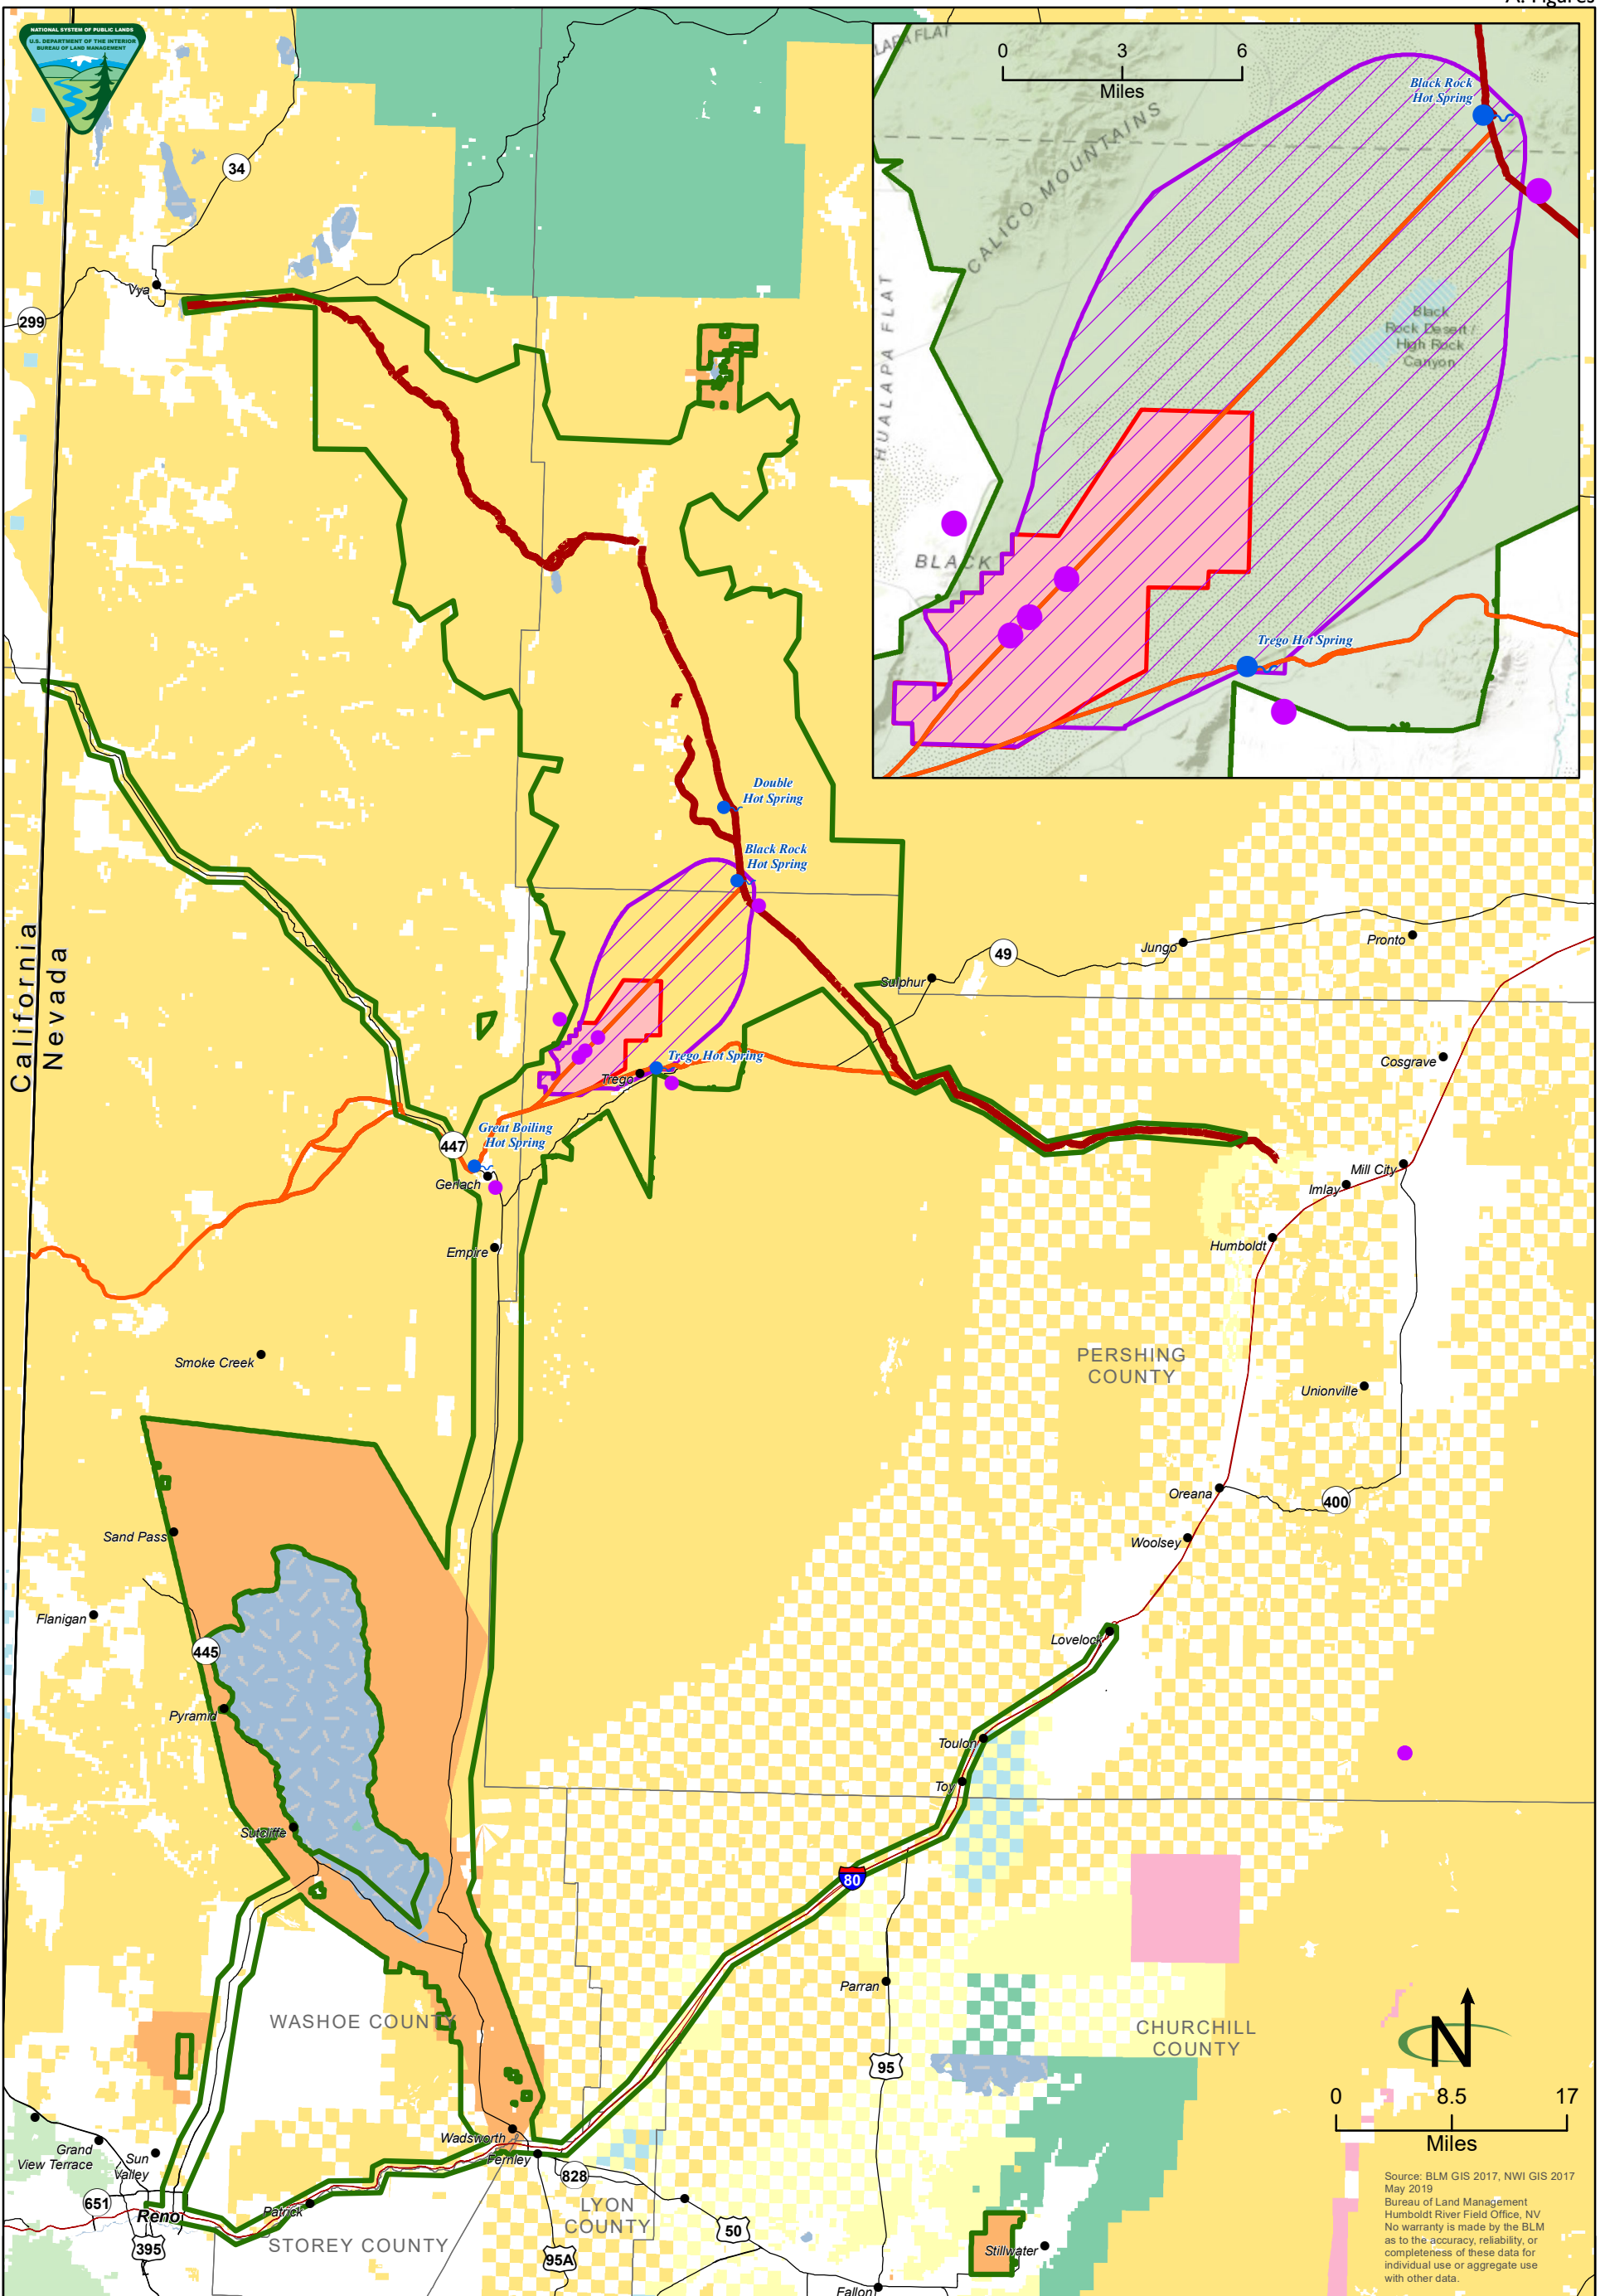 A. Figures
NATIONAL SYSTEM OF PUBLIC LANDS
U.S. DEPARTMENT OF THE INTERIOR
BUREAU OF LAND MANAGEMENT
34
Vya
299
0 3 6
Miles
CALICO MOUNTAINS
HUALAPA FLAT
Black Rock
Hot Spring
Black
Rock Desert /
High Rock
Canyon
BLACK
Trego Hot Spring
Double
Hot Spring
Black Rock
Hot Spring
California
Nevada
49
Jungo
Pronto
Sulphur
Cosgrave
Trego Hot Spring
Trego
Great Boiling
Hot Spring
447
Gerlach
Mill City
Imlay
Empire
Humboldt
Smoke Creek
PERSHING
COUNTY
Unionville
Oreana
400
Sand Pass
Woolsey
Flanigan
445
Lovelock
Pyramid
Toulon
Toy
Sutcliffe
80
Parran
WASHOE COUNTY
CHURCHILL
COUNTY
N
95
0 8.5 17
Miles
Grand
View Terrace
Sun
Valley
Wadsworth
Fernley
828
651
Reno
Patrick
LYON
COUNTY
STOREY COUNTY
395
50
95A
Stillwater
Fallon
Source: BLM GIS 2017, NWI GIS 2017
May 2019
Bureau of Land Management
Humboldt River Field Office, NV
No warranty is made by the BLM
as to the accuracy, reliability, or
completeness of these data for
individual use or aggregate use
with other data.